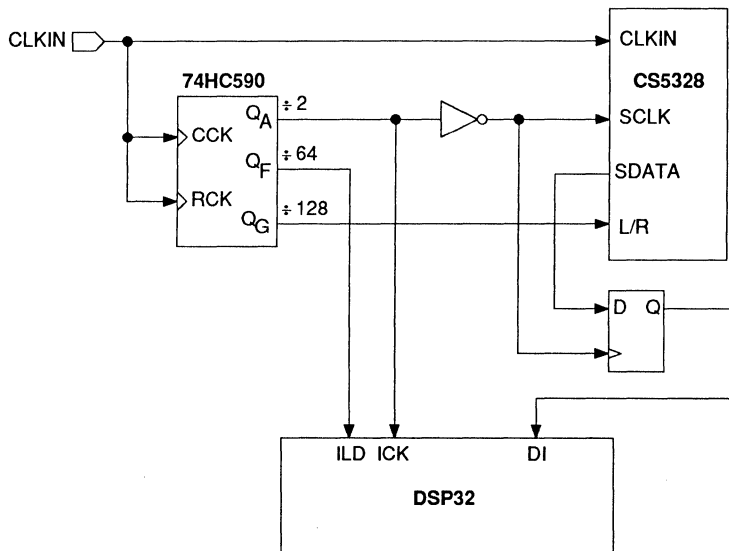 CLKIN
CLKIN
74HC590
CS5328
QA
÷ 2
SCLK
CCK
QF
÷ 64
SDATA
RCK
QG
÷ 128
L/R
D Q
ILD ICK DI
DSP32